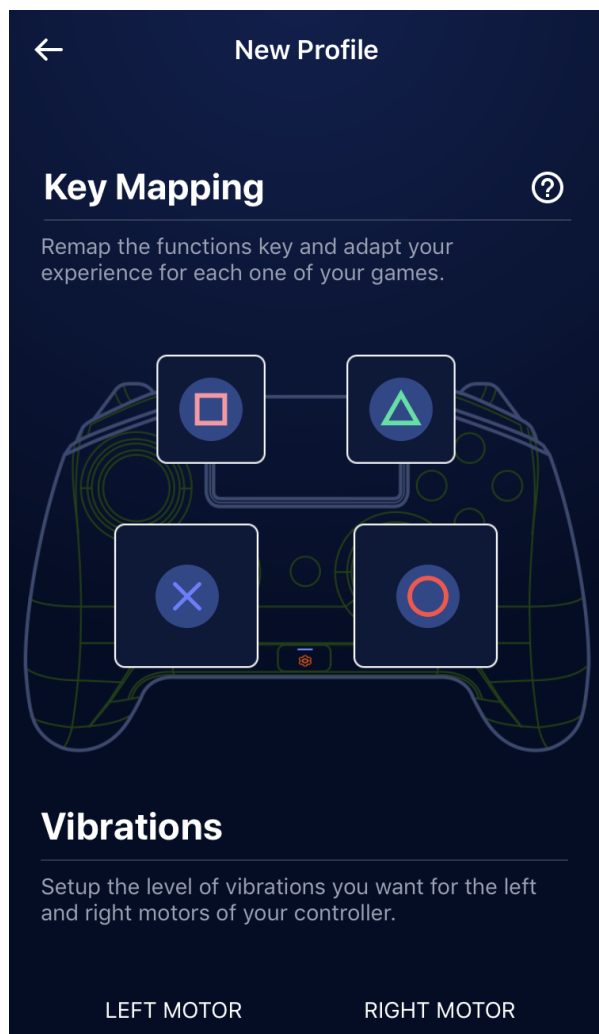 New Profile
Key Mapping
Remap the functions key and adapt your
experience for each one of your games.
Vibrations
Setup the level of vibrations you want for the left
and right motors of your controller.
LEFT MOTOR RIGHT MOTOR